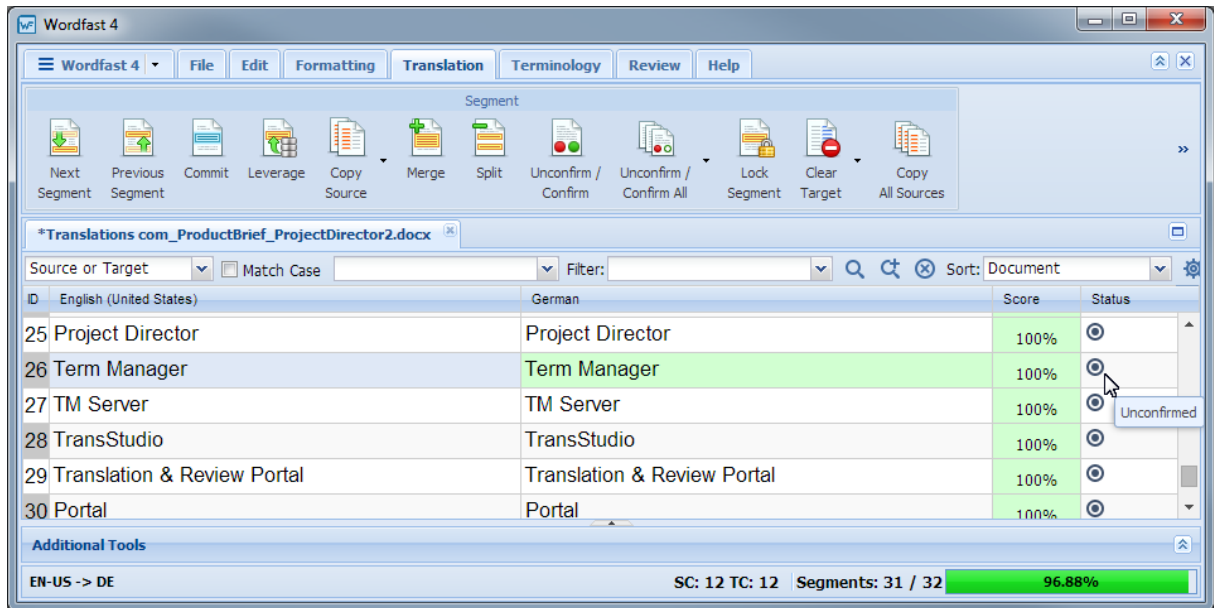 Wordfast 4
Wordfast 4 File Edit Formatting Translation Terminology Review Help
Segment
Next Segment Previous Segment Commit Leverage Copy Source Merge Split Unconfirm / Confirm Unconfirm / Confirm All Lock Segment Clear Target Copy All Sources
*Translations com_ProductBrief_ProjectDirector2.docx
Source or Target Match Case Filter: Sort: Document
ID English (United States) German Score Status
25 Project Director Project Director 100%
26 Term Manager Term Manager 100%
27 TM Server TM Server 100%
Unconfirmed
28 TransStudio TransStudio 100%
29 Translation & Review Portal Translation & Review Portal 100%
30 Portal Portal 100%
Additional Tools
EN-US -> DE SC: 12 TC: 12 Segments: 31 / 32 96.88%